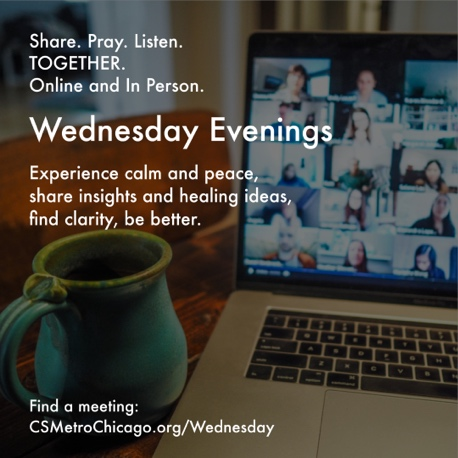 Share. Pray. Listen.
TOGETHER.
Online and In Person.
Wednesday Evenings
Experience calm and peace,
share insights and healing ideas,
find clarity, be better.
Find a meeting:
CSMetroChicago.org/Wednesday